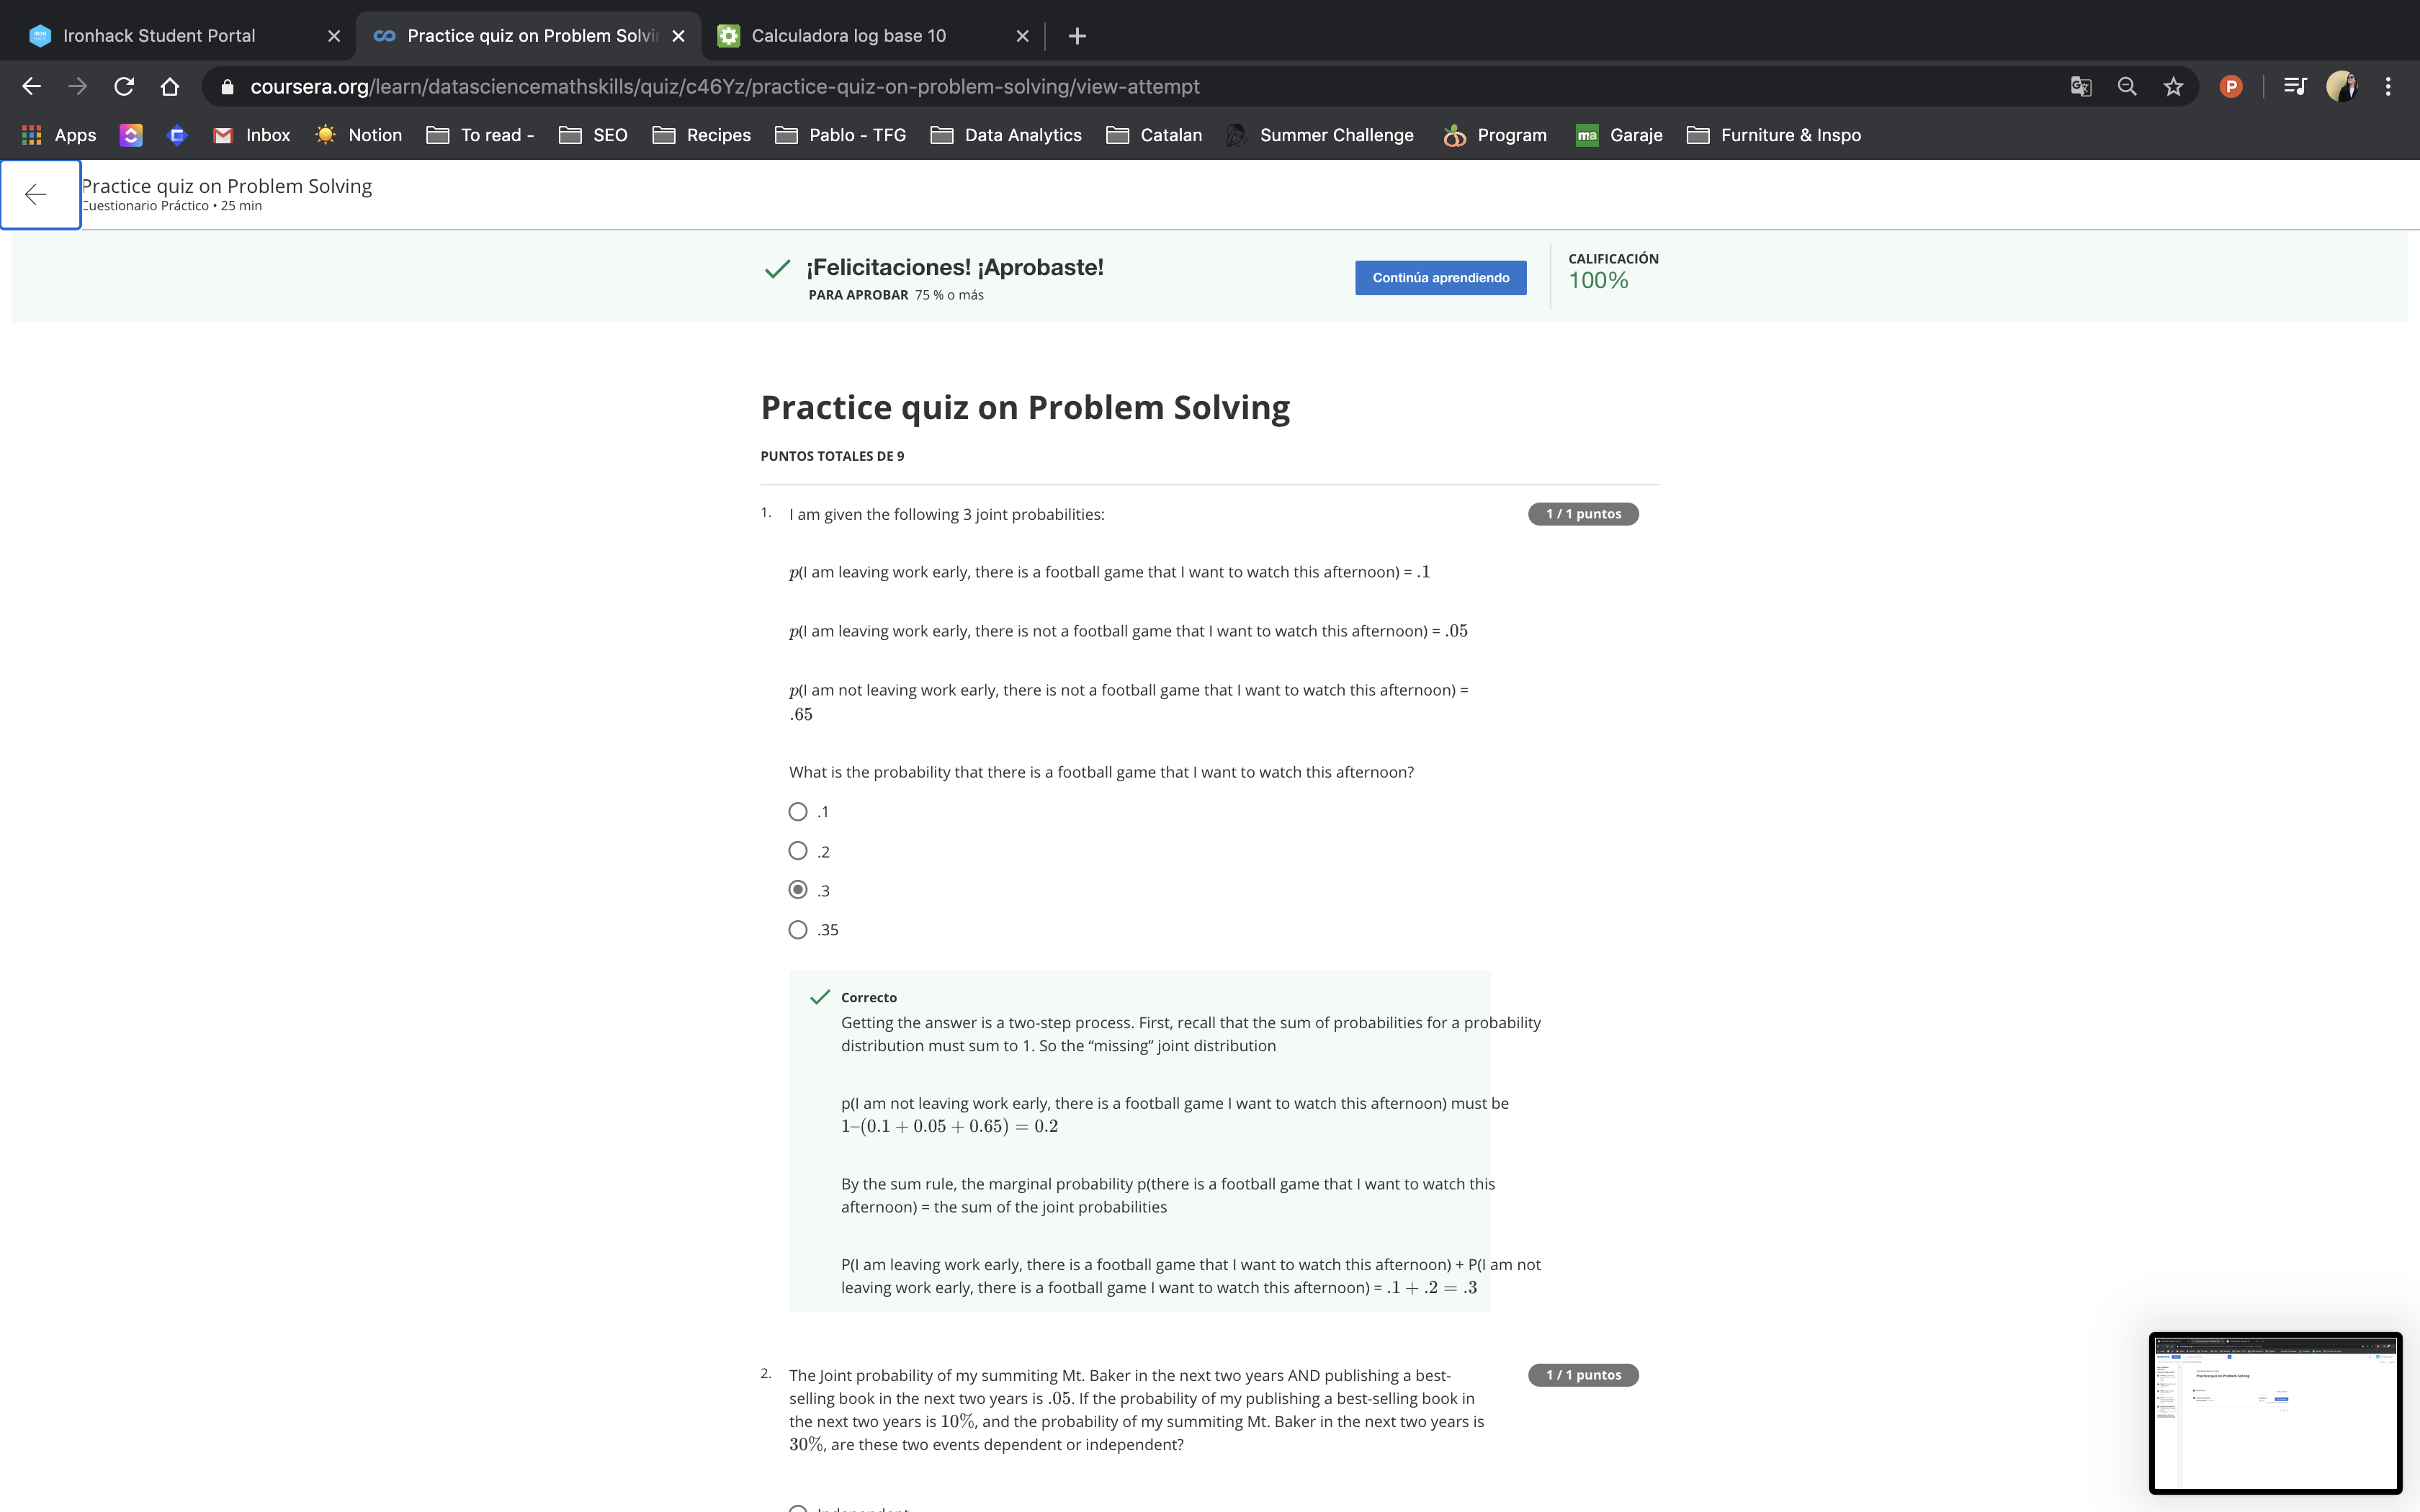 Ironhack Student Portal
Practice quiz on Problem Solvi
Calculadora log base 10
coursera.org/learn/datasciencemathskills/quiz/c46Yz/practice-quiz-on-problem-solving/view-attempt
P
Apps
Inbox
Notion
To read -
SEO
Recipes
Pablo - TFG
Data Analytics
Catalan
Summer Challenge
Program
ma
Garaje
Furniture & Inspo
Practice quiz on Problem Solving
Cuestionario Práctico • 25 min
¡Felicitaciones! ¡Aprobaste!
PARA APROBAR 75 % o más
Continúa aprendiendo
CALIFICACIÓN
100%
Practice quiz on Problem Solving
PUNTOS TOTALES DE 9
1. I am given the following 3 joint probabilities:
1 / 1 puntos
p(I am leaving work early, there is a football game that I want to watch this afternoon) = .1
p(I am leaving work early, there is not a football game that I want to watch this afternoon) = .05
p(I am not leaving work early, there is not a football game that I want to watch this afternoon) =
.65
What is the probability that there is a football game that I want to watch this afternoon?
.1
.2
.3
.35
Correcto
Getting the answer is a two-step process. First, recall that the sum of probabilities for a probability
distribution must sum to 1. So the “missing” joint distribution
p(I am not leaving work early, there is a football game I want to watch this afternoon) must be
1–(0.1 + 0.05 + 0.65) = 0.2
By the sum rule, the marginal probability p(there is a football game that I want to watch this
afternoon) = the sum of the joint probabilities
P(I am leaving work early, there is a football game that I want to watch this afternoon) + P(I am not
leaving work early, there is a football game I want to watch this afternoon) = .1 + .2 = .3
2. The Joint probability of my summiting Mt. Baker in the next two years AND publishing a best-
1 / 1 puntos
selling book in the next two years is .05. If the probability of my publishing a best-selling book in
the next two years is 10%, and the probability of my summiting Mt. Baker in the next two years is
30%, are these two events dependent or independent?
Practice quiz on Problem Solving